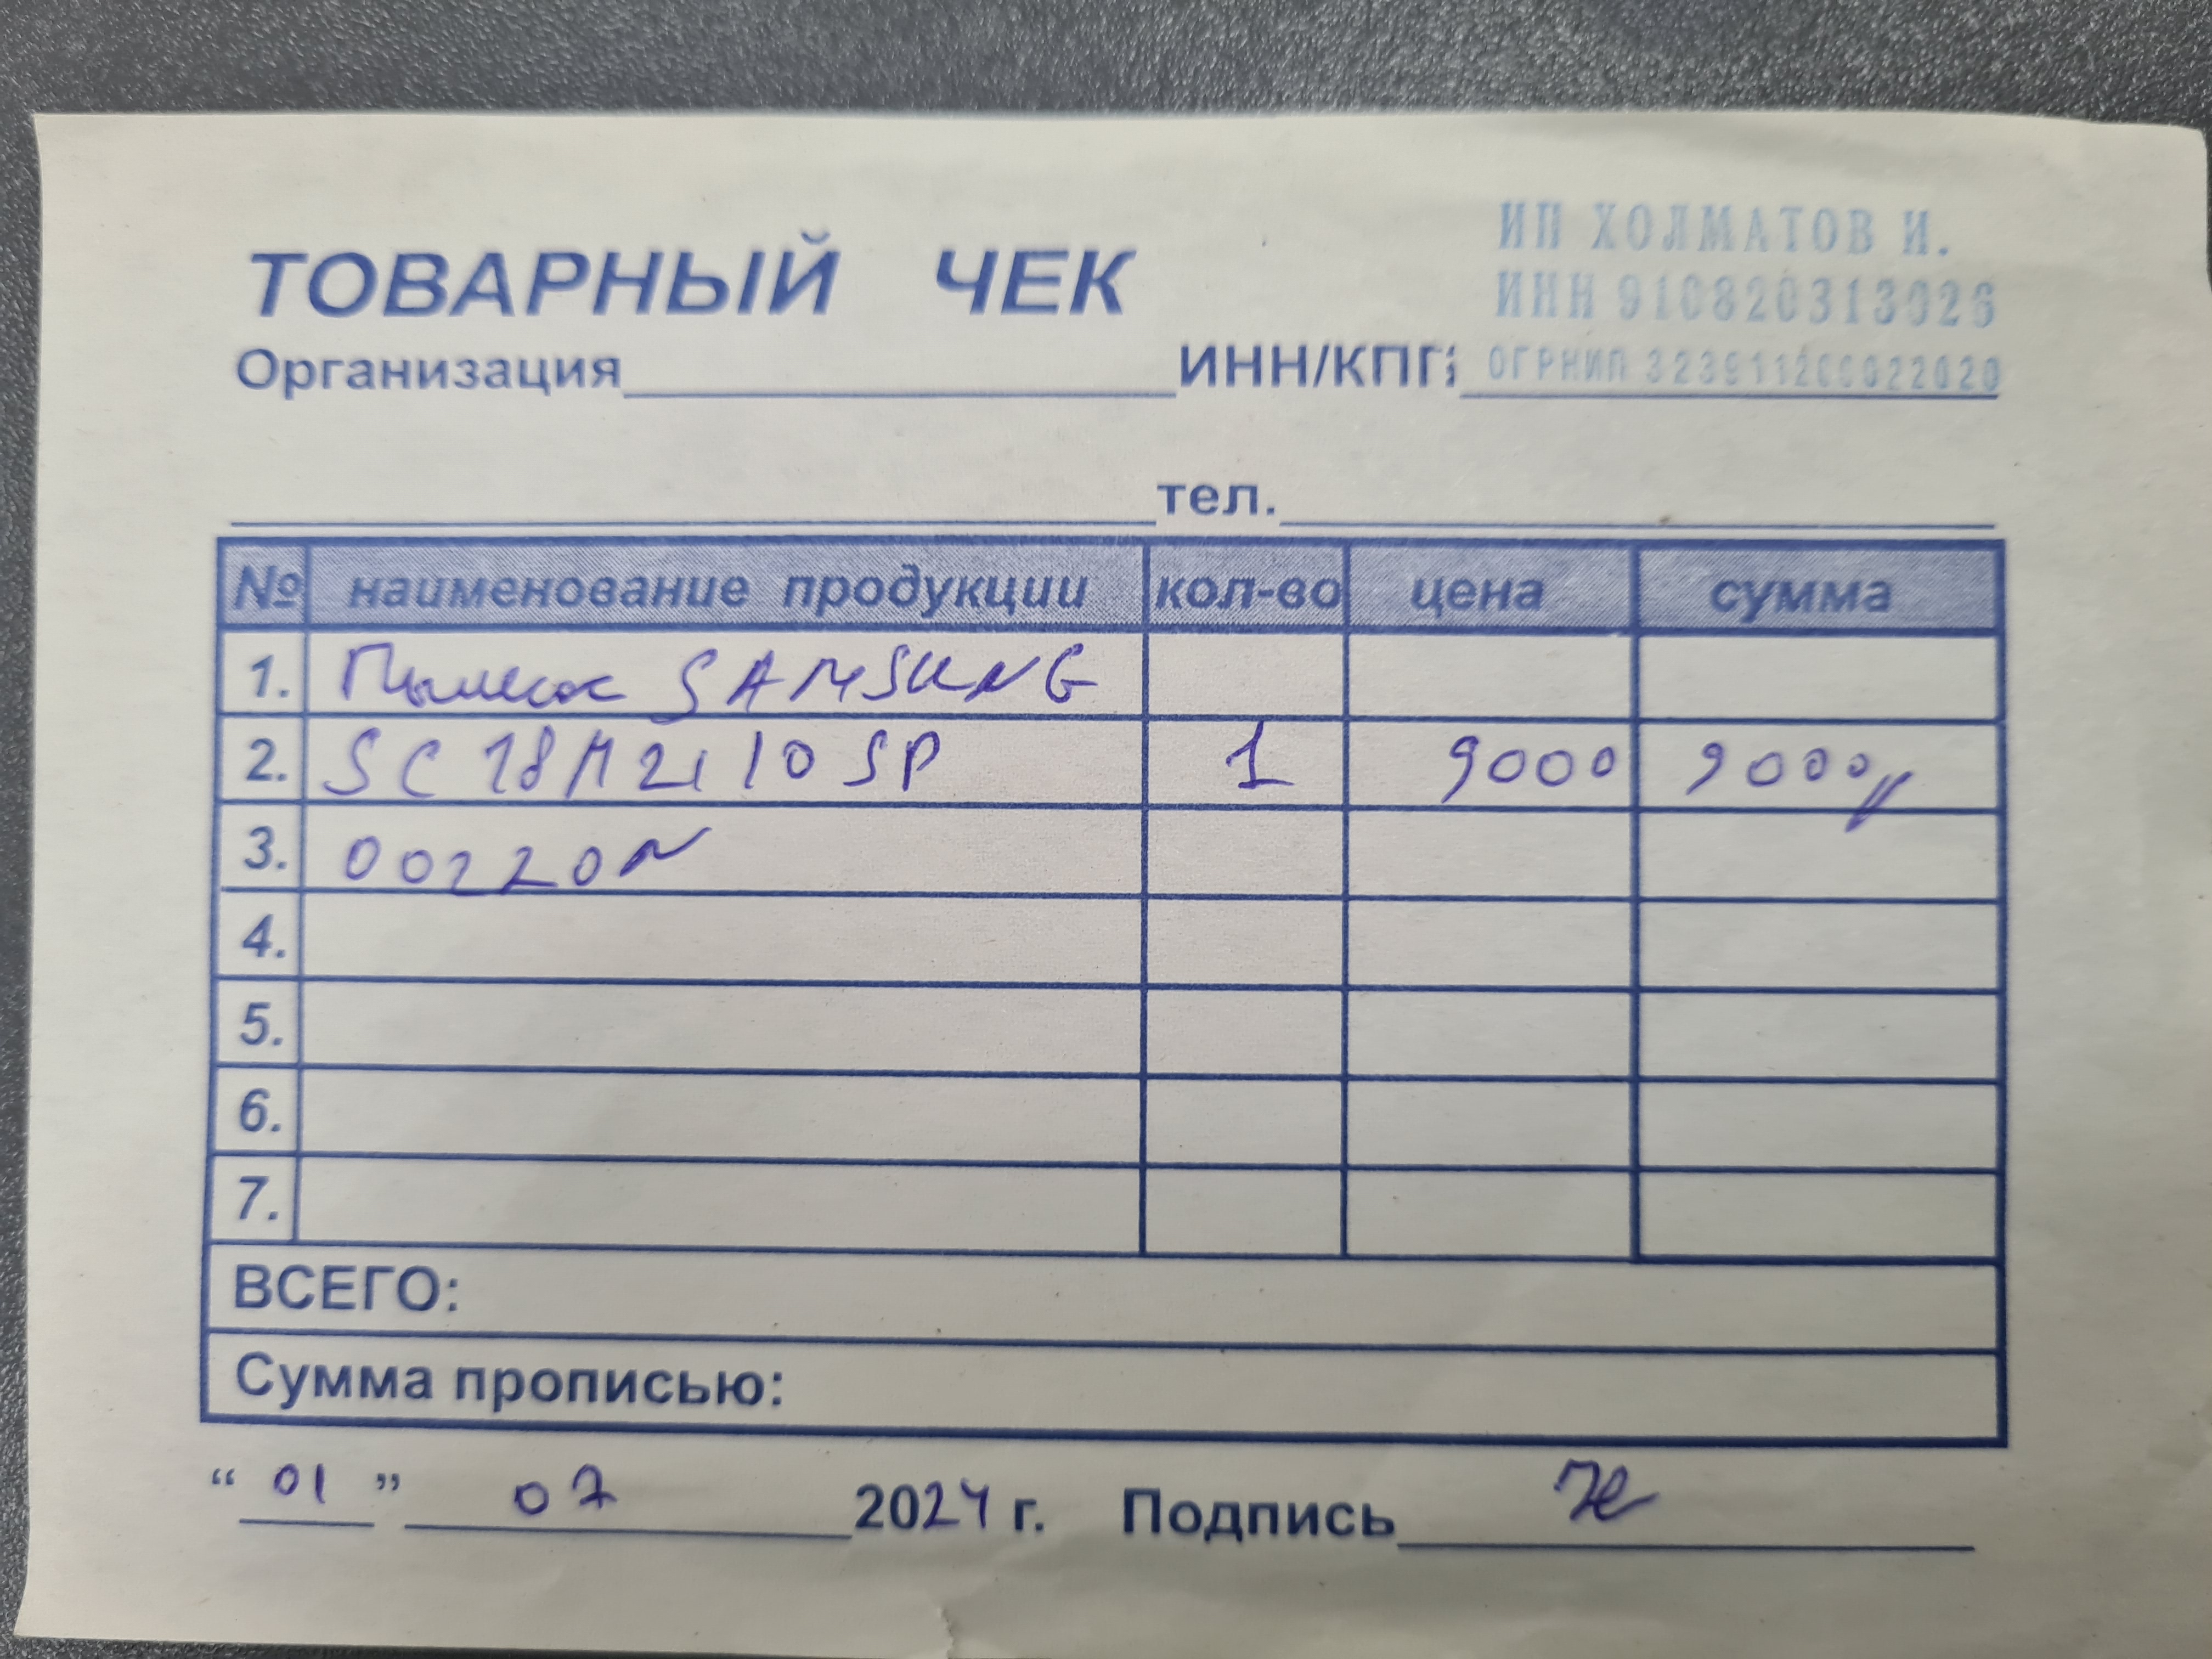 ИП ХОЛМАТОВ И.
ТОВАРНЫЙ ЧЕК
ИНН 910820313026
Организация ИНН/КПП ОГРНИП 323911200022020
тел.
№ наименование продукции кол-во цена сумма
1. Пылесос SAMSUNG
2. SC18M2110SP 1 9000 9000
3. 00220N
4.
5.
6.
7.
ВСЕГО:
Сумма прописью:
“ 01 ” 07 2024 г. Подпись